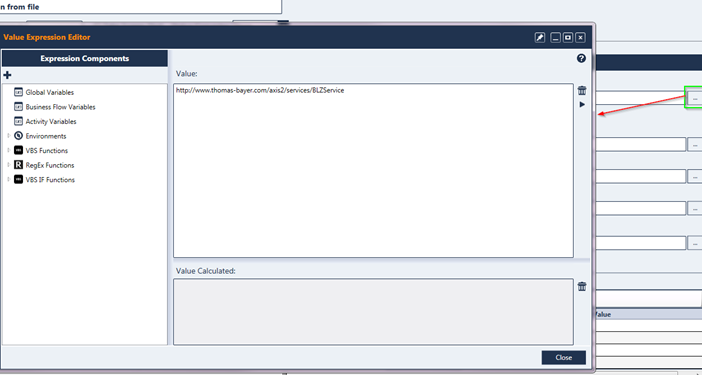 n from file
Value Expression Editor
Expression Components
Value:
http://www.thomas-bayer.com/axis2/services/BLZService
Global Variables
Business Flow Variables
Activity Variables
Environments
VBS Functions
RegEx Functions
VBS IF Functions
Value Calculated:
Close
...
...
...
...
...
Value